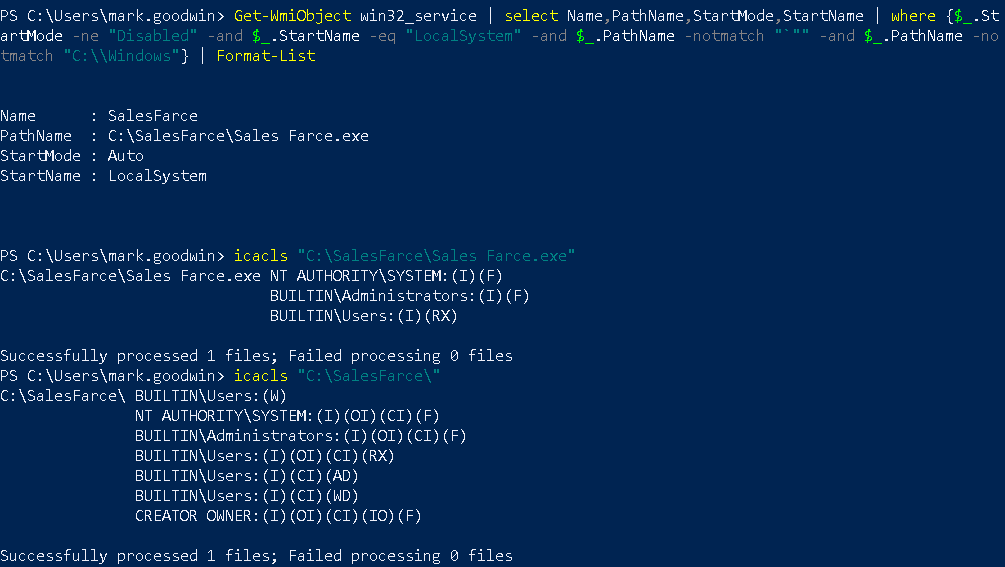 PS C:\Users\mark.goodwin> Get-WmiObject win32_service | select Name,PathName,StartMode,StartName | where {$_.St
artMode -ne "Disabled" -and $_.StartName -eq "LocalSystem" -and $_.PathName -notmatch "`"" -and $_.PathName -no
tmatch "C:\\Windows"} | Format-List
Name      : SalesFarce
PathName  : C:\SalesFarce\Sales Farce.exe
StartMode : Auto
StartName : LocalSystem
PS C:\Users\mark.goodwin> icacls "C:\SalesFarce\Sales Farce.exe"
C:\SalesFarce\Sales Farce.exe NT AUTHORITY\SYSTEM:(I)(F)
                              BUILTIN\Administrators:(I)(F)
                              BUILTIN\Users:(I)(RX)
Successfully processed 1 files; Failed processing 0 files
PS C:\Users\mark.goodwin> icacls "C:\SalesFarce\"
C:\SalesFarce\ BUILTIN\Users:(W)
               NT AUTHORITY\SYSTEM:(I)(OI)(CI)(F)
               BUILTIN\Administrators:(I)(OI)(CI)(F)
               BUILTIN\Users:(I)(OI)(CI)(RX)
               BUILTIN\Users:(I)(CI)(AD)
               BUILTIN\Users:(I)(CI)(WD)
               CREATOR OWNER:(I)(OI)(CI)(IO)(F)
Successfully processed 1 files; Failed processing 0 files